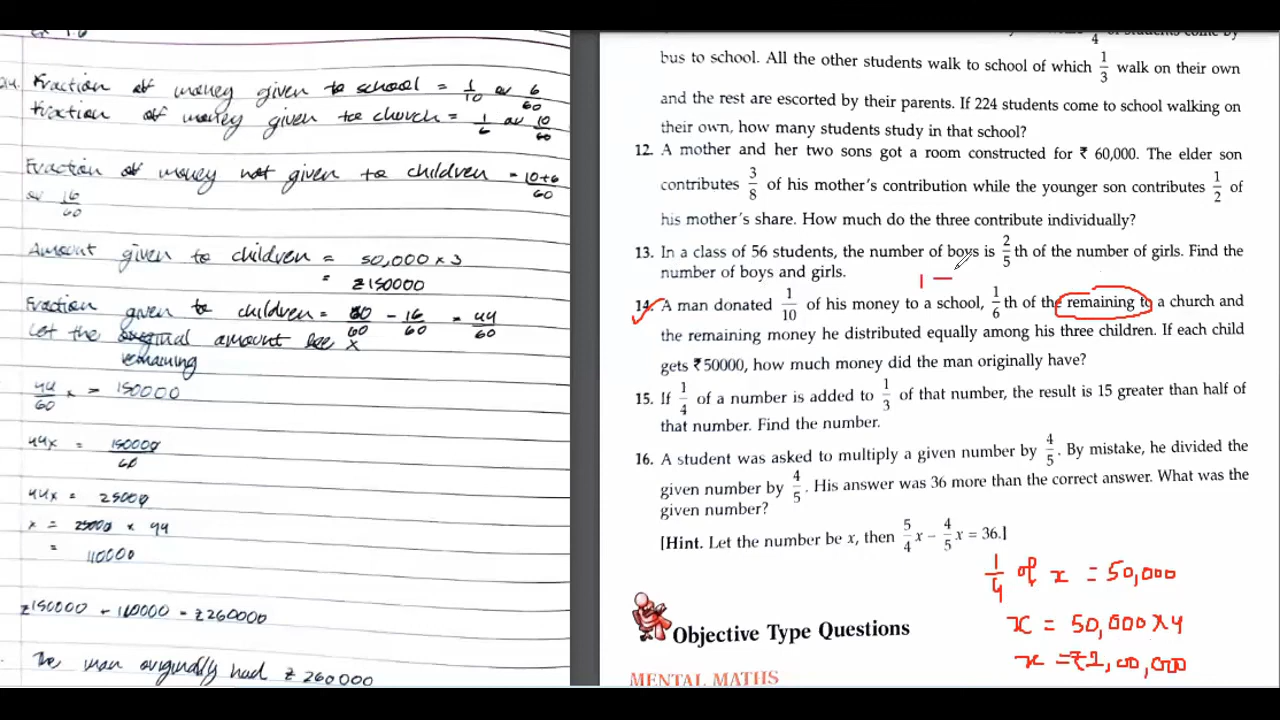 Fraction of money given to school = 1/10 or 6/60
Fraction of money given to church = 1/6 or 10/60
Fraction of money not given to children = 10+6/60
or 16/60
Amount given to children = 50,000 x 3
= ₹150000
Fraction given to children = 60/60 - 16/60 = 44/60
Let the remaining amount be x
44/60 x = 150000
44x = 150000/60
44x = 25000
x = 25000 x 44
= 110000
₹150000 + 110000 = ₹260000
The man originally had ₹260000
bus to school. All the other students walk to school of which 1/3 walk on their own
and the rest are escorted by their parents. If 224 students come to school walking on
their own, how many students study in that school?
12. A mother and her two sons got a room constructed for ₹ 60,000. The elder son
contributes 3/8 of his mother's contribution while the younger son contributes 1/2 of
his mother's share. How much do the three contribute individually?
13. In a class of 56 students, the number of boys is 2/5 th of the number of girls. Find the
number of boys and girls.
1 —
14. A man donated 1/10 of his money to a school, 1/6 th of the remaining to a church and
the remaining money he distributed equally among his three children. If each child
gets ₹50000, how much money did the man originally have?
15. If 1/4 of a number is added to 1/3 of that number, the result is 15 greater than half of
that number. Find the number.
16. A student was asked to multiply a given number by 4/5. By mistake, he divided the
given number by 4/5. His answer was 36 more than the correct answer. What was the
given number?
[Hint. Let the number be x, then 5/4 x - 4/5 x = 36.]
1/4 of x = 50,000
x = 50,000 x 4
x = ₹2,00,000
Objective Type Questions
MENTAL MATHS